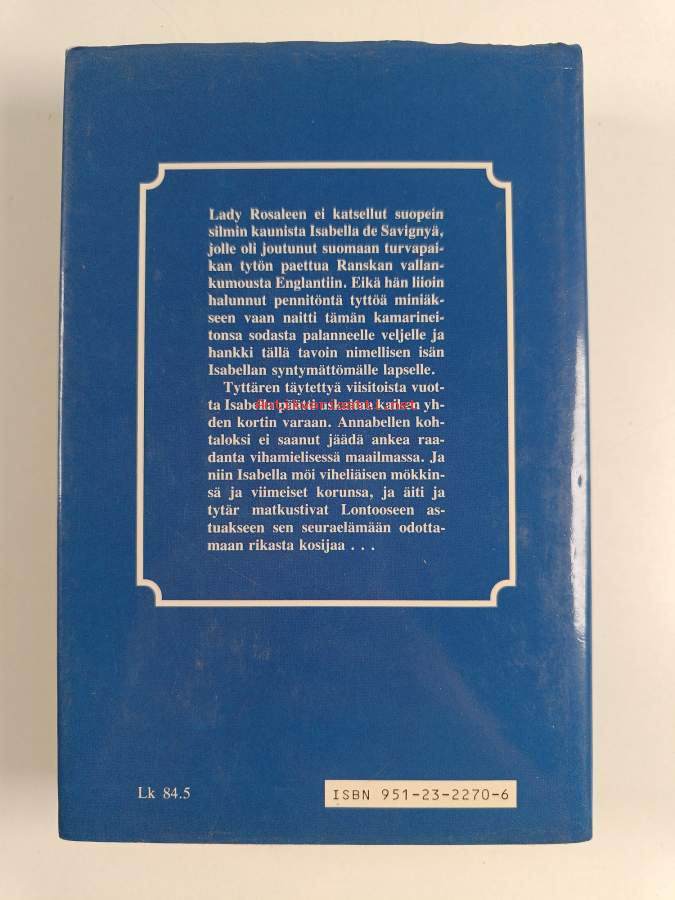 Lady Rosaleen ei katsellut suopein
silmin kaunista Isabella de Savignyä,
jolle oli joutunut suomaan turvapai-
kan tytön paettua Ranskan vallan-
kumousta Englantiin. Eikä hän liioin
halunnut pennitöntä tyttöä miniäk-
seen vaan naitti tämän kamarinei-
tonsa sodasta palanneelle veljelle ja
hankki tällä tavoin nimellisen isän
Isabellan syntymättömälle lapselle.
Tyttären täytettyä viisitoista vuot-
ta Isabella päätti uskaltaa kaiken yh-
den kortin varaan. Annabellen koh-
taloksi ei saanut jäädä ankea raa-
danta vihamielisessä maailmassa. Ja
niin Isabella möi viheliäisen mökkin-
sä ja viimeiset korunsa, ja äiti ja
tytär matkustivat Lontooseen as-
tuakseen sen seuraelämään odotta-
maan rikasta kosijaa . . .
Lk 84.5
ISBN 951-23-2270-6